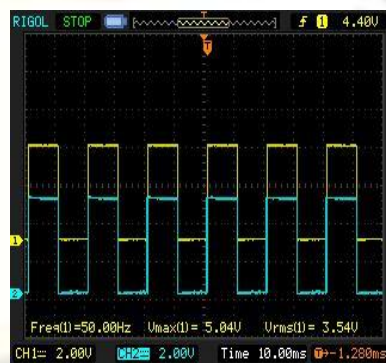 RIGOL STOP f 1 4.40V
T
1
2
Freq(1)=50.00Hz Vmax(1)= 5.04V Vrms(1)= 3.54V
CH1 2.00V CH2 2.00V Time 10.00ms T→-1.280ms